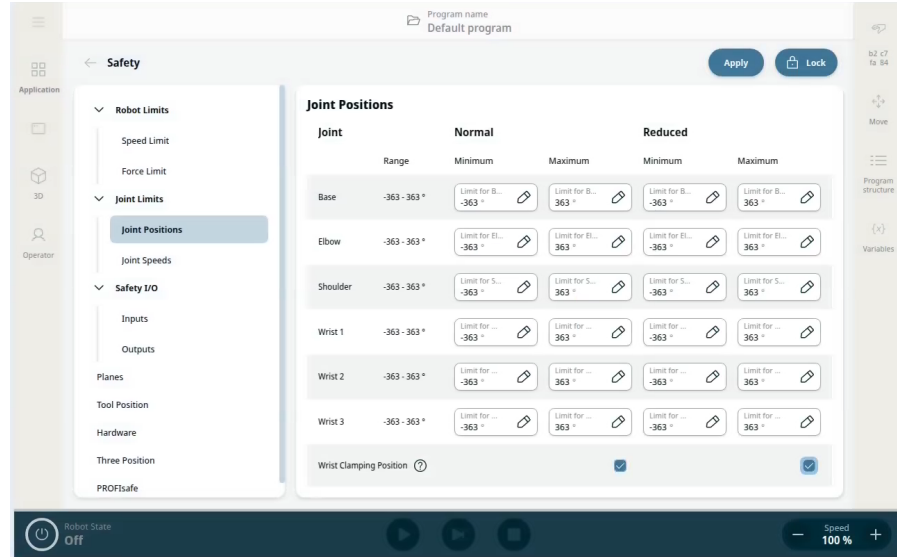 Program name
Default program
Safety
Apply
Lock
b2 c7
fa 84
Application
3D
Operator
Move
Program
structure
{x}
Variables
Robot Limits
Speed Limit
Force Limit
Joint Limits
Joint Positions
Joint Speeds
Safety I/O
Inputs
Outputs
Planes
Tool Position
Hardware
Three Position
PROFIsafe
Joint Positions
Joint Normal Reduced
Range Minimum Maximum Minimum Maximum
Limit for B... Limit for B... Limit for B... Limit for B...
Base -363 - 363 ° -363 ° 363 ° -363 ° 363 °
Limit for El... Limit for El... Limit for El... Limit for El...
Elbow -363 - 363 ° -363 ° 363 ° -363 ° 363 °
Limit for S... Limit for S... Limit for S... Limit for S...
Shoulder -363 - 363 ° -363 ° 363 ° -363 ° 363 °
Limit for ... Limit for ... Limit for ... Limit for ...
Wrist 1 -363 - 363 ° -363 ° 363 ° -363 ° 363 °
Limit for ... Limit for ... Limit for ... Limit for ...
Wrist 2 -363 - 363 ° -363 ° 363 ° -363 ° 363 °
Limit for ... Limit for ... Limit for ... Limit for ...
Wrist 3 -363 - 363 ° -363 ° 363 ° -363 ° 363 °
Wrist Clamping Position ?
Robot State
Off
Speed
100 %